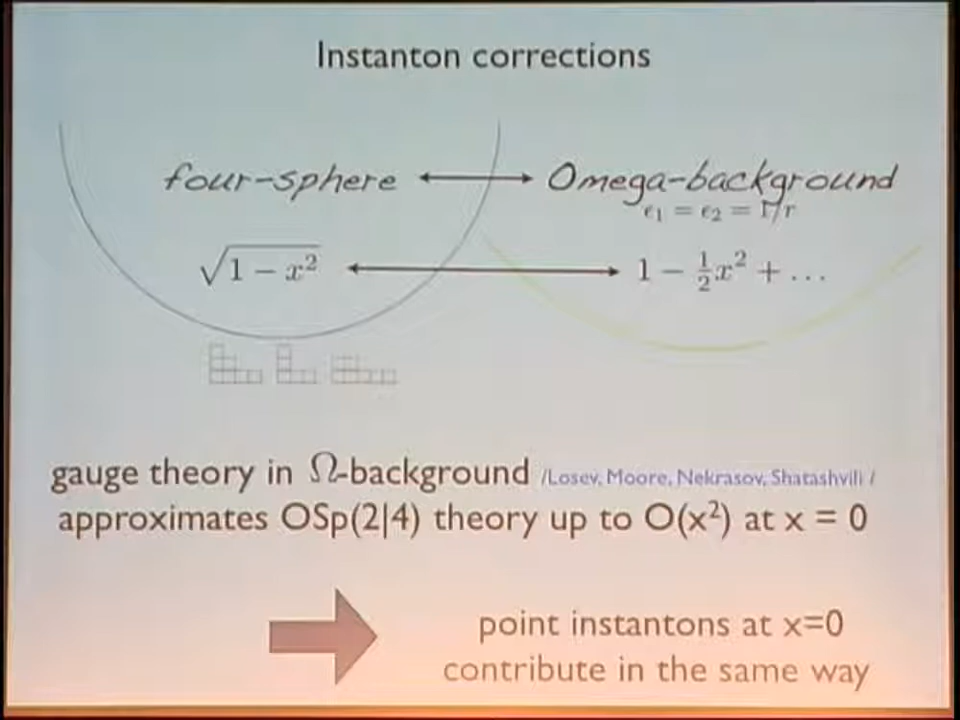 Instanton corrections
four-sphere ↔ Omega-background
ϵ₁ = ϵ₂ = 1/r
√(1 − x²) ↔ 1 − ½x² + …
gauge theory in Ω-background /Losev, Moore, Nekrasov, Shatashvili /
approximates OSp(2|4) theory up to O(x²) at x = 0
point instantons at x=0
contribute in the same way